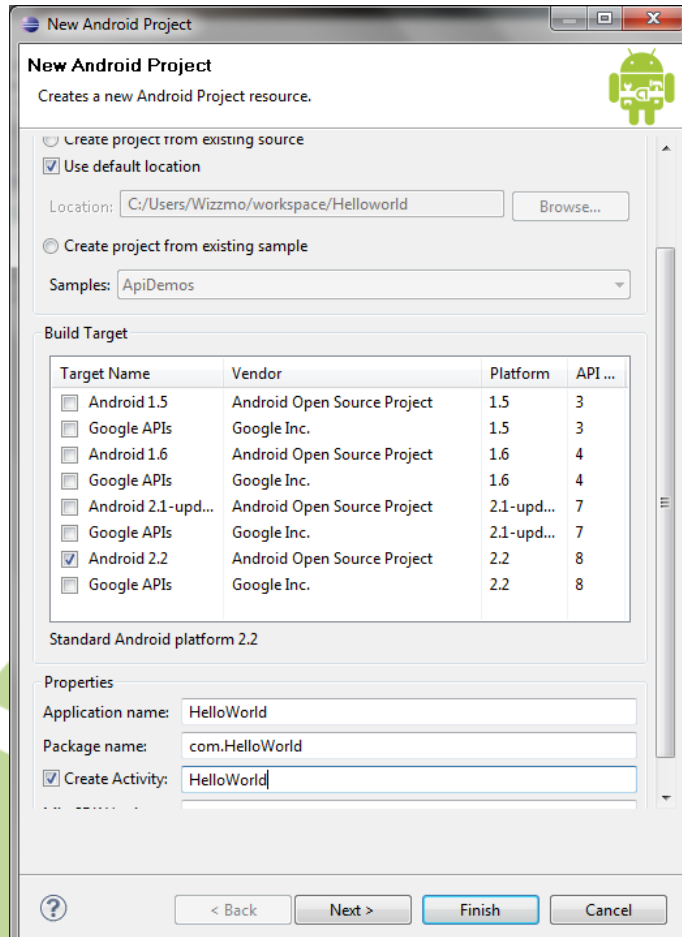 New Android Project
New Android Project
Creates a new Android Project resource.
Create project from existing source
Use default location
Location: C:/Users/Wizzmo/workspace/Helloworld Browse...
Create project from existing sample
Samples: ApiDemos
Build Target
Target Name Vendor Platform API ...
Android 1.5 Android Open Source Project 1.5 3
Google APIs Google Inc. 1.5 3
Android 1.6 Android Open Source Project 1.6 4
Google APIs Google Inc. 1.6 4
Android 2.1-upd... Android Open Source Project 2.1-upd... 7
Google APIs Google Inc. 2.1-upd... 7
Android 2.2 Android Open Source Project 2.2 8
Google APIs Google Inc. 2.2 8
Standard Android platform 2.2
Properties
Application name: HelloWorld
Package name: com.HelloWorld
Create Activity: HelloWorld
? < Back Next > Finish Cancel